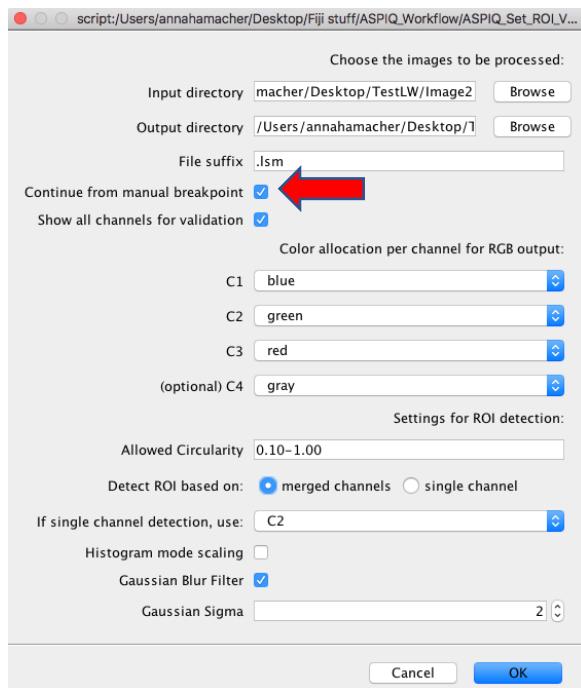 script:/Users/annahamacher/Desktop/Fiji stuff/ASPIQ_Workflow/ASPIQ_Set_ROI_V...
Choose the images to be processed:
Input directory macher/Desktop/TestLW/Image2 Browse
Output directory /Users/annahamacher/Desktop/T Browse
File suffix .lsm
Continue from manual breakpoint
Show all channels for validation
Color allocation per channel for RGB output:
C1 blue
C2 green
C3 red
(optional) C4 gray
Settings for ROI detection:
Allowed Circularity 0.10-1.00
Detect ROI based on: merged channels single channel
If single channel detection, use: C2
Histogram mode scaling
Gaussian Blur Filter
Gaussian Sigma 2
Cancel OK